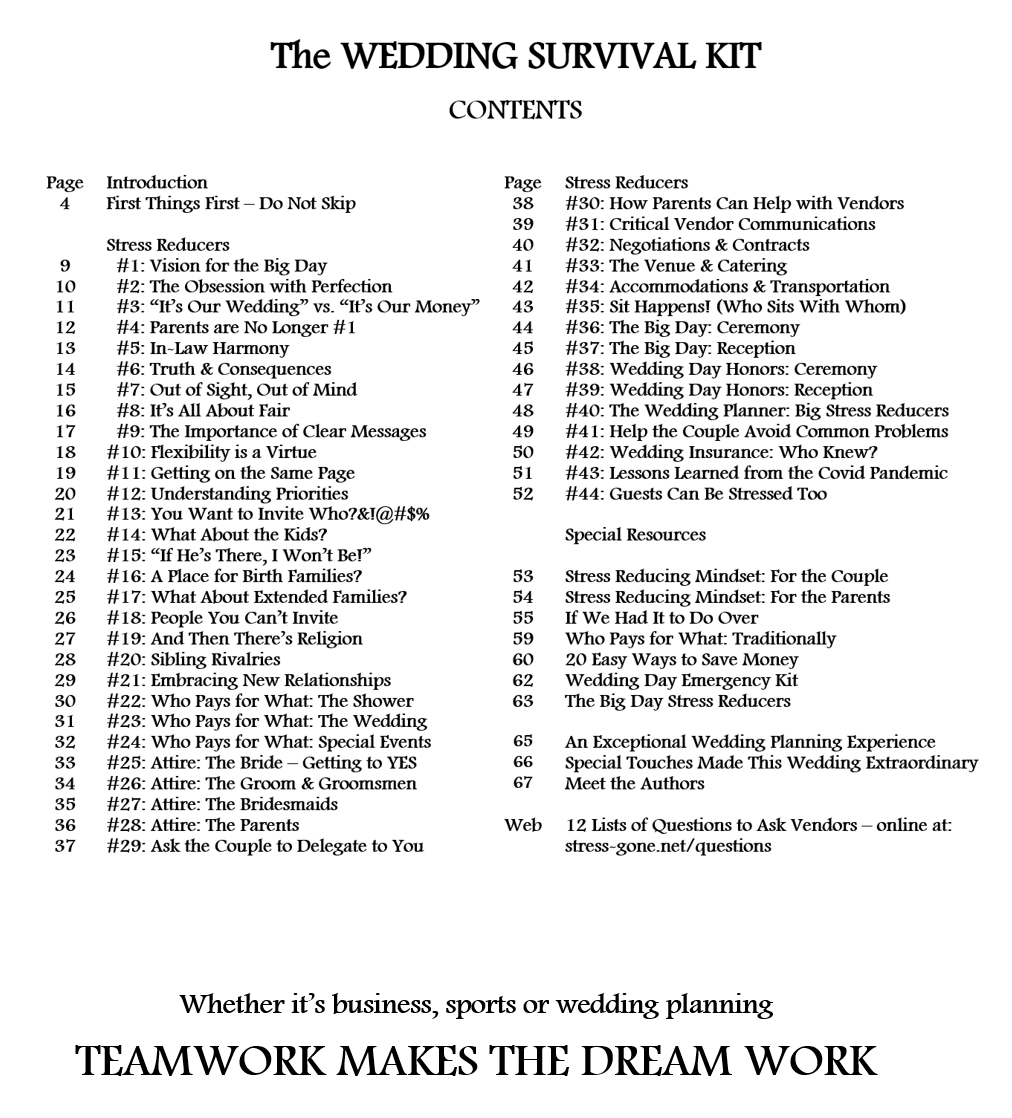 The WEDDING SURVIVAL KIT
CONTENTS
Page Introduction
4 First Things First – Do Not Skip
Stress Reducers
9 #1: Vision for the Big Day
10 #2: The Obsession with Perfection
11 #3: “It’s Our Wedding” vs. “It’s Our Money”
12 #4: Parents are No Longer #1
13 #5: In-Law Harmony
14 #6: Truth & Consequences
15 #7: Out of Sight, Out of Mind
16 #8: It’s All About Fair
17 #9: The Importance of Clear Messages
18 #10: Flexibility is a Virtue
19 #11: Getting on the Same Page
20 #12: Understanding Priorities
21 #13: You Want to Invite Who?&!@#$%
22 #14: What About the Kids?
23 #15: “If He’s There, I Won’t Be!”
24 #16: A Place for Birth Families?
25 #17: What About Extended Families?
26 #18: People You Can’t Invite
27 #19: And Then There’s Religion
28 #20: Sibling Rivalries
29 #21: Embracing New Relationships
30 #22: Who Pays for What: The Shower
31 #23: Who Pays for What: The Wedding
32 #24: Who Pays for What: Special Events
33 #25: Attire: The Bride – Getting to YES
34 #26: Attire: The Groom & Groomsmen
35 #27: Attire: The Bridesmaids
36 #28: Attire: The Parents
37 #29: Ask the Couple to Delegate to You
Page Stress Reducers
38 #30: How Parents Can Help with Vendors
39 #31: Critical Vendor Communications
40 #32: Negotiations & Contracts
41 #33: The Venue & Catering
42 #34: Accommodations & Transportation
43 #35: Sit Happens! (Who Sits With Whom)
44 #36: The Big Day: Ceremony
45 #37: The Big Day: Reception
46 #38: Wedding Day Honors: Ceremony
47 #39: Wedding Day Honors: Reception
48 #40: The Wedding Planner: Big Stress Reducers
49 #41: Help the Couple Avoid Common Problems
50 #42: Wedding Insurance: Who Knew?
51 #43: Lessons Learned from the Covid Pandemic
52 #44: Guests Can Be Stressed Too
Special Resources
53 Stress Reducing Mindset: For the Couple
54 Stress Reducing Mindset: For the Parents
55 If We Had It to Do Over
59 Who Pays for What: Traditionally
60 20 Easy Ways to Save Money
62 Wedding Day Emergency Kit
63 The Big Day Stress Reducers
65 An Exceptional Wedding Planning Experience
66 Special Touches Made This Wedding Extraordinary
67 Meet the Authors
Web 12 Lists of Questions to Ask Vendors – online at:
stress-gone.net/questions
Whether it’s business, sports or wedding planning
TEAMWORK MAKES THE DREAM WORK